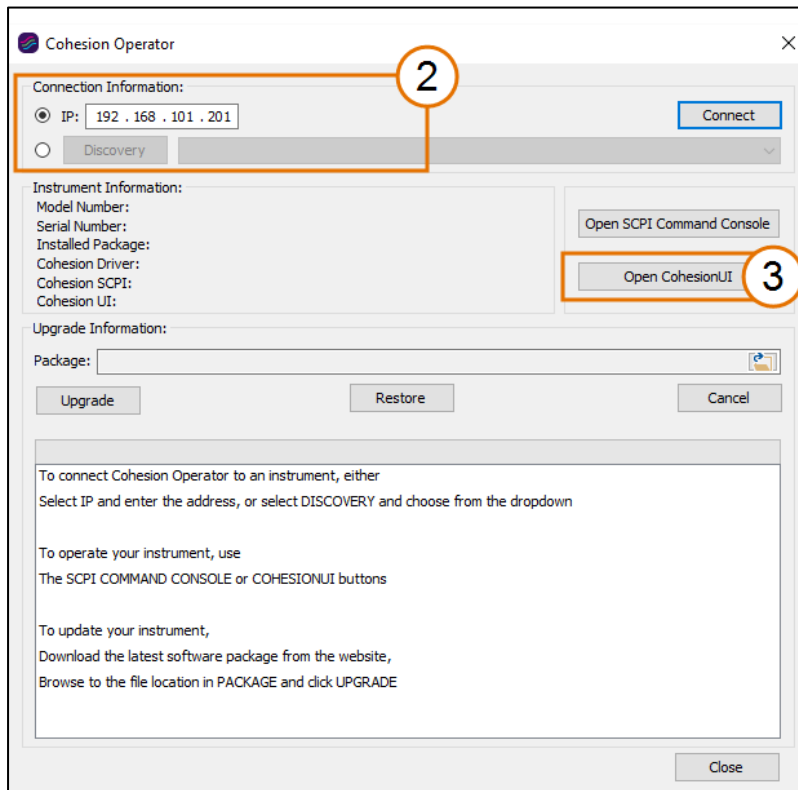 Cohesion Operator
2
Connection Information:
IP: 192 . 168 . 101 . 201
Connect
Discovery
Instrument Information:
Model Number:
Serial Number:
Installed Package:
Cohesion Driver:
Cohesion SCPI:
Cohesion UI:
Open SCPI Command Console
Open CohesionUI
3
Upgrade Information:
Package:
Upgrade
Restore
Cancel
To connect Cohesion Operator to an instrument, either
Select IP and enter the address, or select DISCOVERY and choose from the dropdown
To operate your instrument, use
The SCPI COMMAND CONSOLE or COHESIONUI buttons
To update your instrument,
Download the latest software package from the website,
Browse to the file location in PACKAGE and click UPGRADE
Close